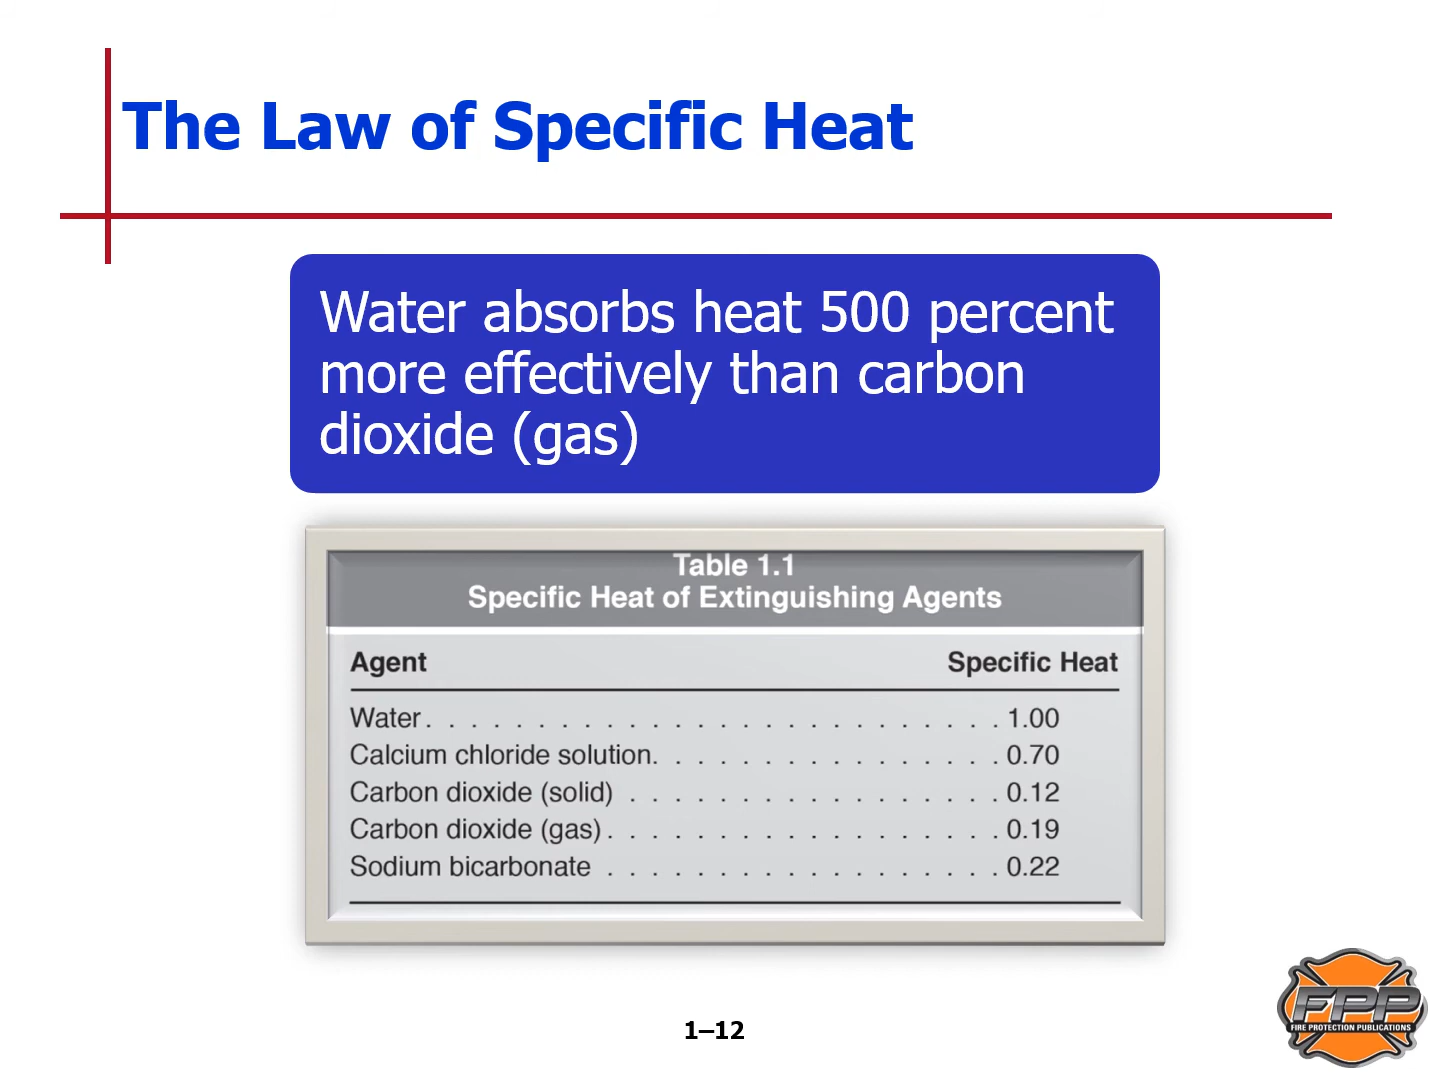 The Law of Specific Heat
Water absorbs heat 500 percent
more effectively than carbon
dioxide (gas)
Table 1.1
Specific Heat of Extinguishing Agents
Agent Specific Heat
Water. . . . . . . . . . . . . . . . . . . . . . . . . . 1.00
Calcium chloride solution. . . . . . . . . . . . . . . . 0.70
Carbon dioxide (solid) . . . . . . . . . . . . . . . . . 0.12
Carbon dioxide (gas) . . . . . . . . . . . . . . . . . . 0.19
Sodium bicarbonate . . . . . . . . . . . . . . . . . . 0.22
FPP
FIRE PROTECTION PUBLICATIONS
1–12